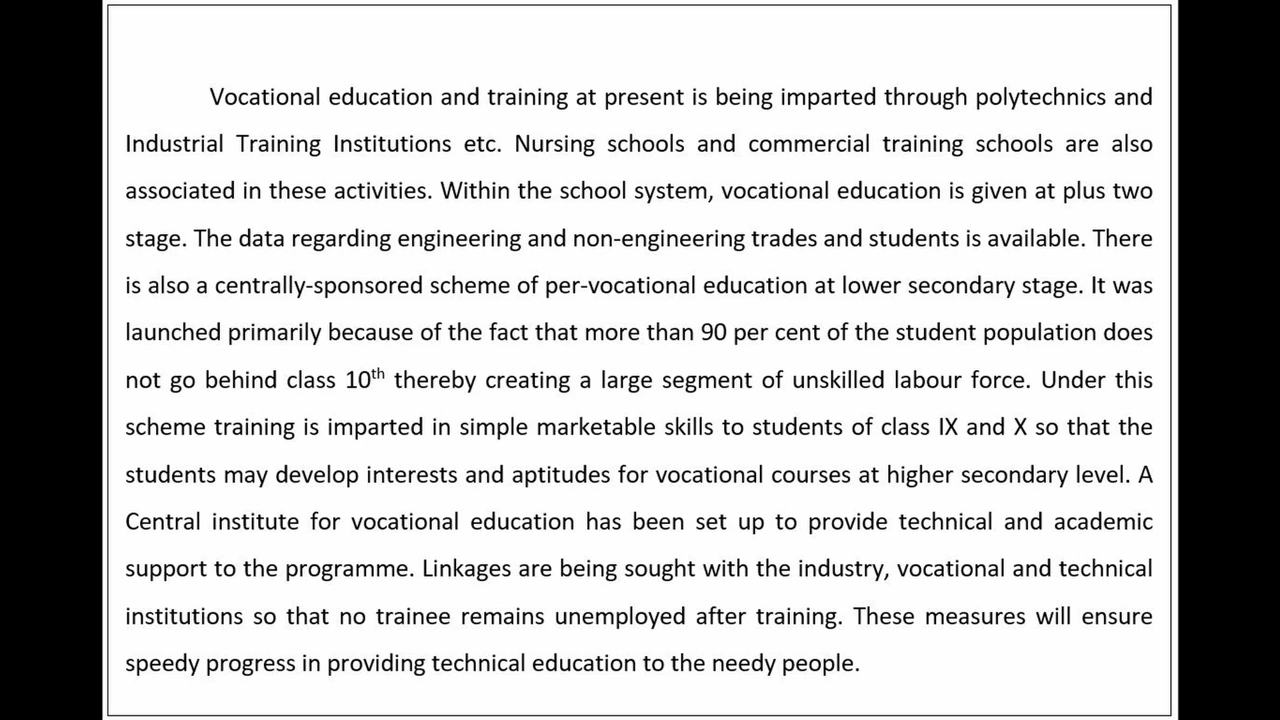 Vocational education and training at present is being imparted through polytechnics and
Industrial Training Institutions etc. Nursing schools and commercial training schools are also
associated in these activities. Within the school system, vocational education is given at plus two
stage. The data regarding engineering and non-engineering trades and students is available. There
is also a centrally-sponsored scheme of per-vocational education at lower secondary stage. It was
launched primarily because of the fact that more than 90 per cent of the student population does
not go behind class 10th thereby creating a large segment of unskilled labour force. Under this
scheme training is imparted in simple marketable skills to students of class IX and X so that the
students may develop interests and aptitudes for vocational courses at higher secondary level. A
Central institute for vocational education has been set up to provide technical and academic
support to the programme. Linkages are being sought with the industry, vocational and technical
institutions so that no trainee remains unemployed after training. These measures will ensure
speedy progress in providing technical education to the needy people.